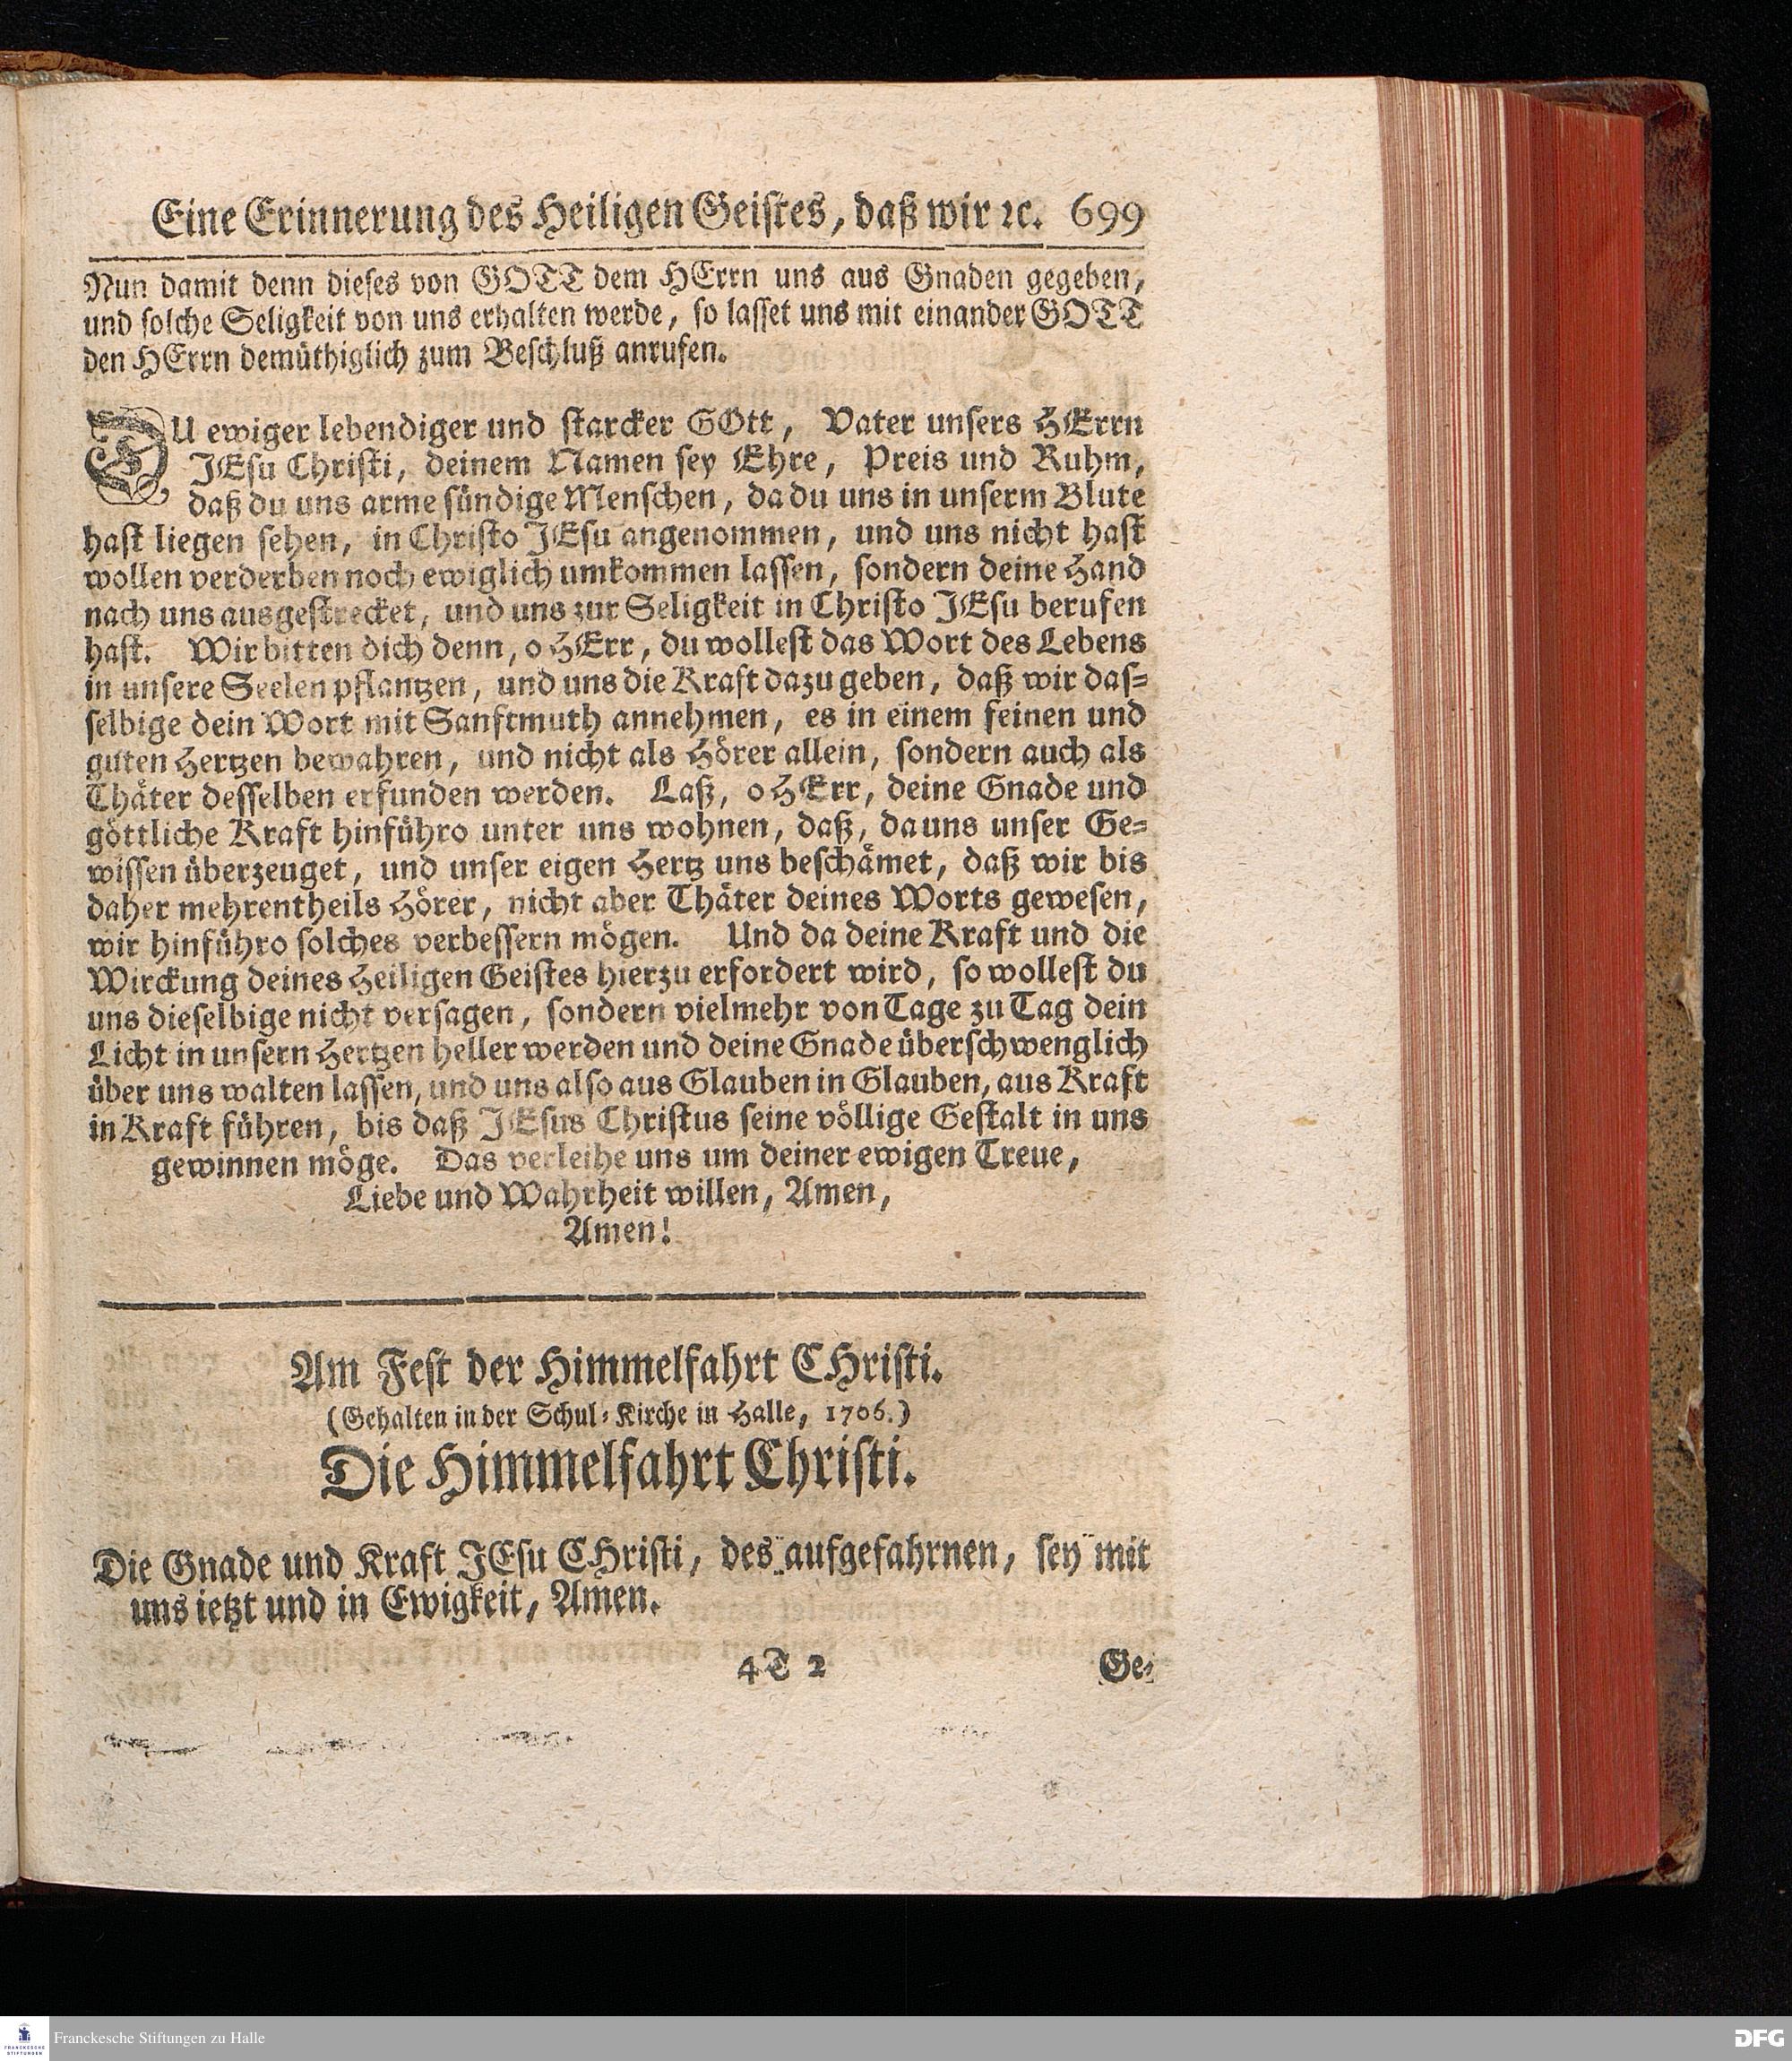 Eine Erinnerung des Heiligen Geistes, daß wir ꝛc. 699
Nun damit denn dieses von GOTT dem HErrn uns aus Gnaden gegeben,
und solche Seligkeit von uns erhalten werde, so lasset uns mit einander GOTT
den HErrn demüthiglich zum Beschluß anrufen.
DU ewiger lebendiger und starcker GOtt, Vater unsers HErrn
JEsu Christi, deinem Namen sey Ehre, Preis und Ruhm,
daß du uns arme sündige Menschen, da du uns in unserm Blute
hast liegen sehen, in Christo JEsu angenommen, und uns nicht hast
wollen verderben noch ewiglich umkommen lassen, sondern deine Hand
nach uns ausgestrecket, und uns zur Seligkeit in Christo JEsu berufen
hast. Wir bitten dich denn, o HErr, du wollest das Wort des Lebens
in unsere Seelen pflantzen, und uns die Kraft dazu geben, daß wir das=
selbige dein Wort mit Sanftmuth annehmen, es in einem feinen und
guten Hertzen bewahren, und nicht als Hörer allein, sondern auch als
Thäter desselben erfunden werden. Laß, o HErr, deine Gnade und
göttliche Kraft hinführo unter uns wohnen, daß, da uns unser Ge=
wissen überzeuget, und unser eigen Hertz uns beschämet, daß wir bis
daher mehrentheils Hörer, nicht aber Thäter deines Worts gewesen,
wir hinführo solches verbessern mögen. Und da deine Kraft und die
Wirckung deines Heiligen Geistes hierzu erfordert wird, so wollest du
uns dieselbige nicht versagen, sondern vielmehr von Tage zu Tag dein
Licht in unsern Hertzen heller werden und deine Gnade überschwenglich
über uns walten lassen, und uns also aus Glauben in Glauben, aus Kraft
in Kraft führen, bis daß JEsus Christus seine völlige Gestalt in uns
gewinnen möge. Das verleihe uns um deiner ewigen Treue,
Liebe und Wahrheit willen, Amen,
Amen!
Am Fest der Himmelfahrt CHristi.
(Gehalten in der Schul=Kirche in Halle, 1706.)
Die Himmelfahrt Christi.
Die Gnade und Kraft JEsu CHristi, des aufgefahrnen, sey mit
uns ietzt und in Ewigkeit, Amen.
4T 2 Ge=
FRANCKESCHE STIFTUNGEN
Franckesche Stiftungen zu Halle
DFG